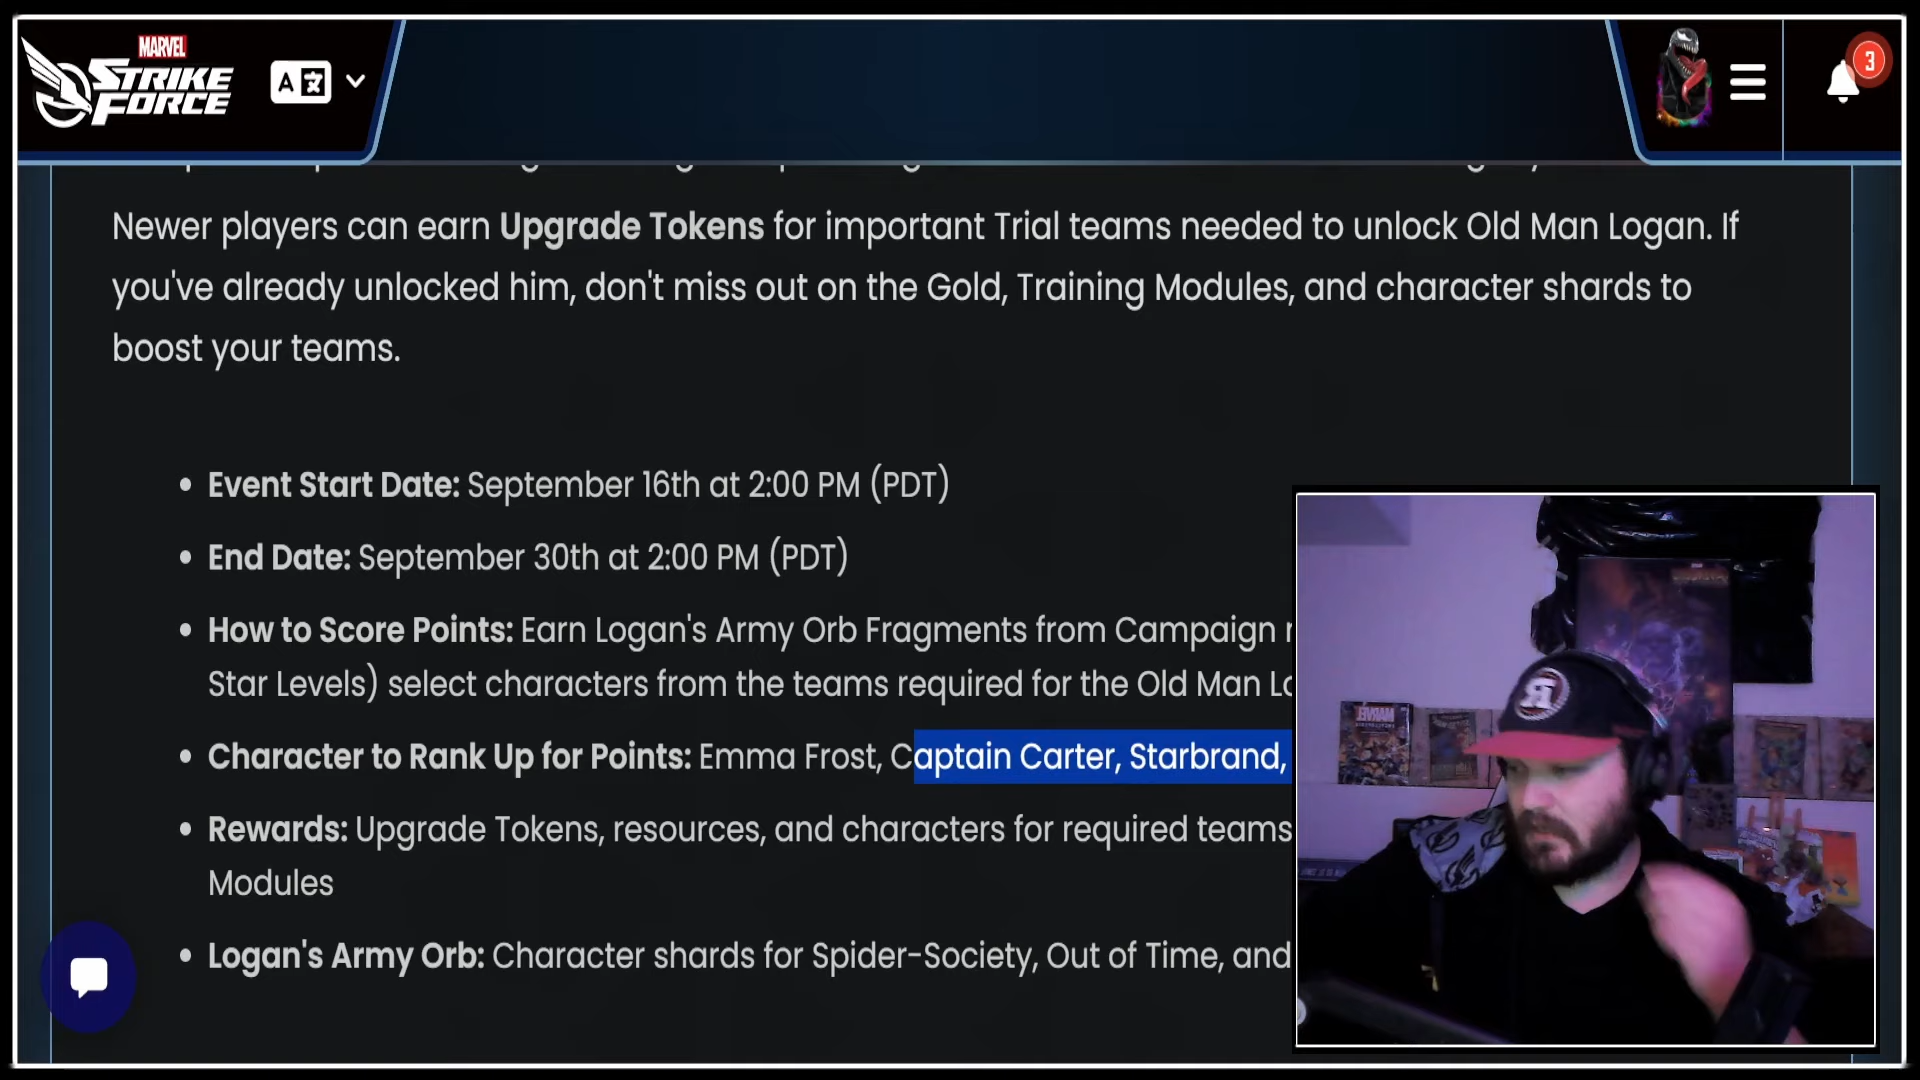 MARVEL
STRIKE
FORCE
3
Newer players can earn Upgrade Tokens for important Trial teams needed to unlock Old Man Logan. If
you've already unlocked him, don't miss out on the Gold, Training Modules, and character shards to
boost your teams.
• Event Start Date: September 16th at 2:00 PM (PDT)
• End Date: September 30th at 2:00 PM (PDT)
• How to Score Points: Earn Logan's Army Orb Fragments from Campaign
Star Levels) select characters from the teams required for the Old Man
• Character to Rank Up for Points: Emma Frost, Captain Carter, Starbrand,
• Rewards: Upgrade Tokens, resources, and characters for required teams
Modules
• Logan's Army Orb: Character shards for Spider-Society, Out of Time, and